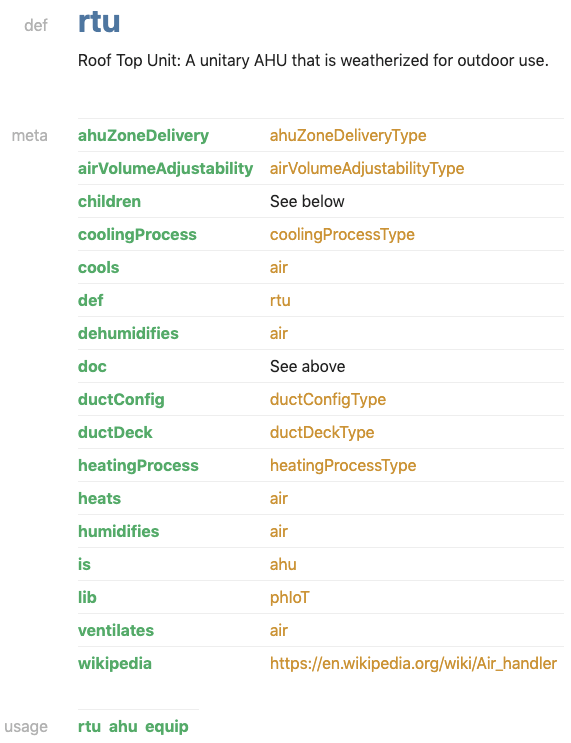 def rtu
Roof Top Unit: A unitary AHU that is weatherized for outdoor use.
meta ahuZoneDelivery ahuZoneDeliveryType
airVolumeAdjustability airVolumeAdjustabilityType
children See below
coolingProcess coolingProcessType
cools air
def rtu
dehumidifies air
doc See above
ductConfig ductConfigType
ductDeck ductDeckType
heatingProcess heatingProcessType
heats air
humidifies air
is ahu
lib phIoT
ventilates air
wikipedia https://en.wikipedia.org/wiki/Air_handler
usage rtu ahu equip